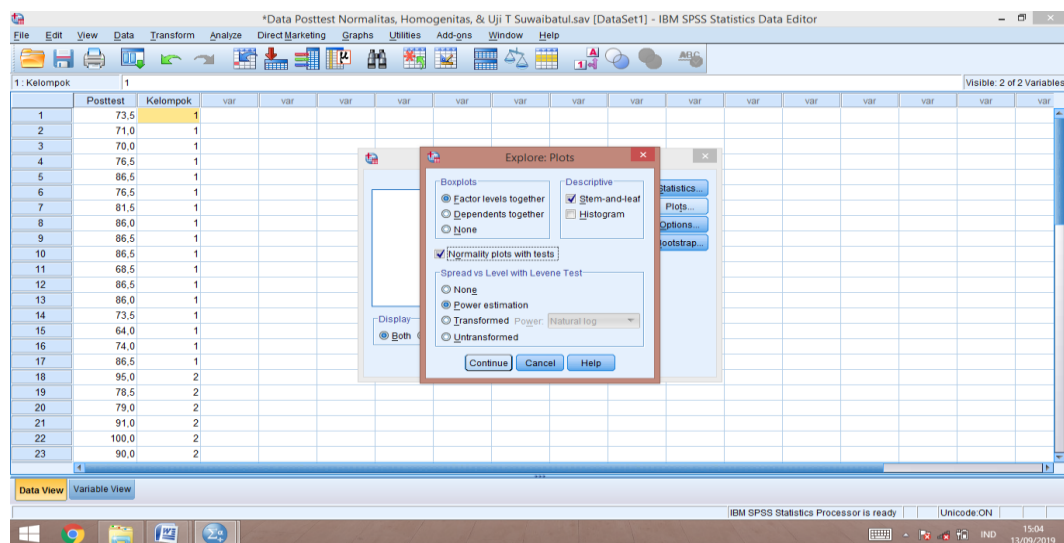 *Data Posttest Normalitas, Homogenitas, & Uji T Suwaibatul.sav [DataSet1] - IBM SPSS Statistics Data Editor
File Edit View Data Transform Analyze Direct Marketing Graphs Utilities Add-ons Window Help
1 : Kelompok 1 Visible: 2 of 2 Variables
Posttest Kelompok var var var var var var var var var var var var var var var
1 73,5 1
2 71,0 1
3 70,0 1
4 76,5 1
5 86,5 1
6 76,5 1
7 81,5 1
8 86,0 1
9 86,5 1
10 86,5 1
11 68,5 1
12 86,5 1
13 86,0 1
14 73,5 1
15 64,0 1
16 74,0 1
17 86,5 1
18 95,0 2
19 78,5 2
20 79,0 2
21 91,0 2
22 100,0 2
23 90,0 2
Explore: Plots
Boxplots
Factor levels together
Dependents together
None
Descriptive
Stem-and-leaf
Histogram
Normality plots with tests
Spread vs Level with Levene Test
None
Power estimation
Transformed Power: Natural log
Untransformed
Continue Cancel Help
Statistics...
Plots...
Options...
Bootstrap...
Display
Both
Data View Variable View
IBM SPSS Statistics Processor is ready Unicode:ON
IND 15:04
13/09/2019